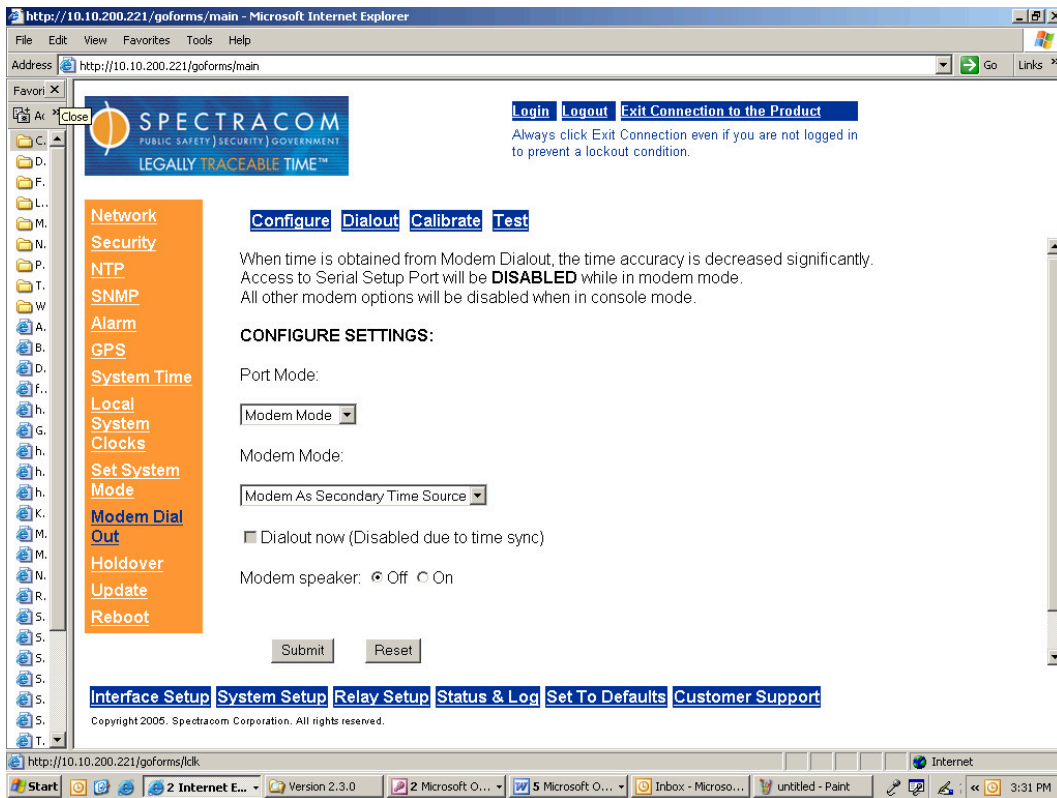 http://10.10.200.221/goforms/main - Microsoft Internet Explorer
File Edit View Favorites Tools Help
Address http://10.10.200.221/goforms/main Go Links »
Favori
Close
C.
D.
F.
L..
M.
N.
P.
T.
W
A.
B.
D.
f..
h.
G.
h.
h.
h.
K.
M.
M.
N.
R.
S.
S.
S.
S.
S.
S.
T.
SPECTRACOM
PUBLIC SAFETY ) SECURITY ) GOVERNMENT
LEGALLY TRACEABLE TIME™
Login Logout Exit Connection to the Product
Always click Exit Connection even if you are not logged in
to prevent a lockout condition.
Network
Security
NTP
SNMP
Alarm
GPS
System Time
Local
System
Clocks
Set System
Mode
Modem Dial
Out
Holdover
Update
Reboot
Configure Dialout Calibrate Test
When time is obtained from Modem Dialout, the time accuracy is decreased significantly.
Access to Serial Setup Port will be DISABLED while in modem mode.
All other modem options will be disabled when in console mode.
CONFIGURE SETTINGS:
Port Mode:
Modem Mode
Modem Mode:
Modem As Secondary Time Source
Dialout now (Disabled due to time sync)
Modem speaker: Off On
Submit Reset
Interface Setup System Setup Relay Setup Status & Log Set To Defaults Customer Support
Copyright 2005. Spectracom Corporation. All rights reserved.
http://10.10.200.221/goforms/lclk Internet
Start 2 Internet E... Version 2.3.0 2 Microsoft O... 5 Microsoft O... Inbox - Microso... untitled - Paint « 3:31 PM